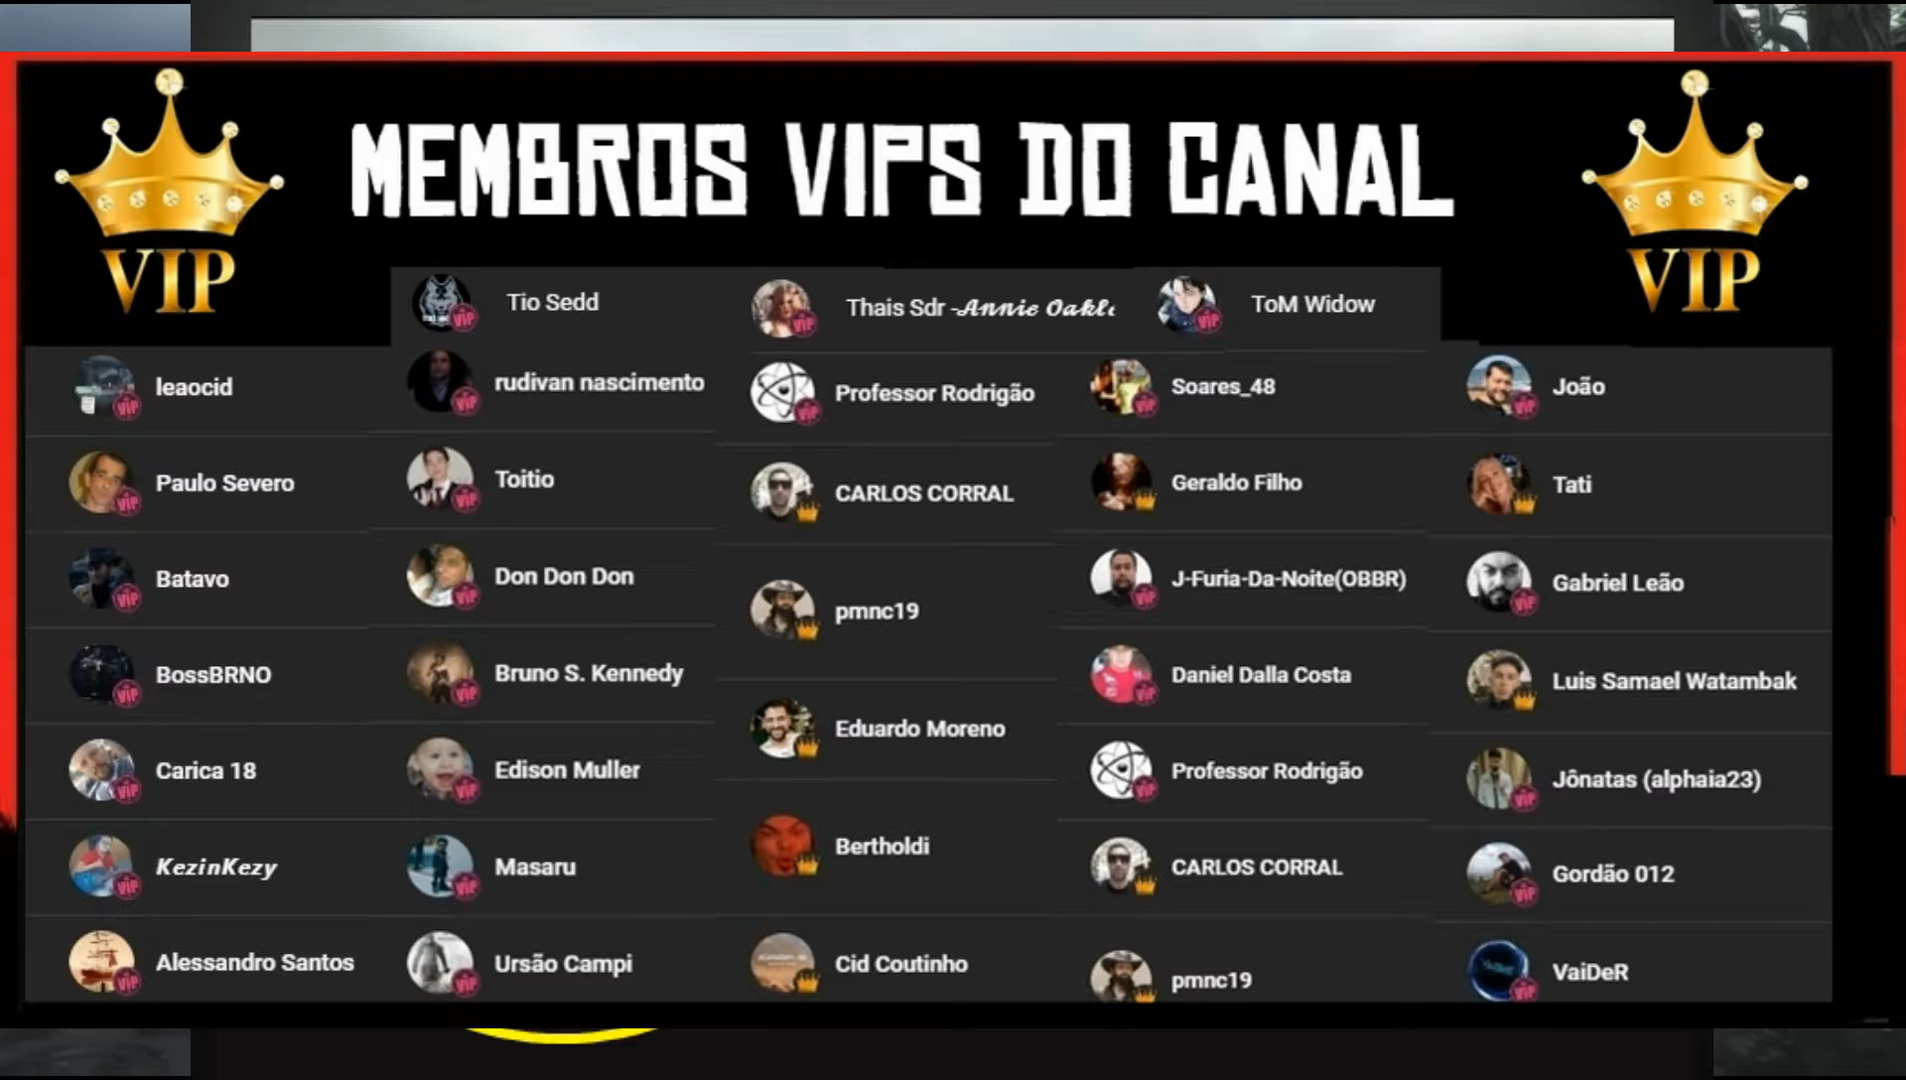 MEMBROS VIPS DO CANAL
VIP
VIP
Tio Sedd
Thais Sdr -𝓐𝓷𝓷𝓲𝓮 𝓞𝓪𝓴𝓵
ToM Widow
leaocid
rudivan nascimento
Professor Rodrigão
Soares_48
João
Paulo Severo
Toitio
CARLOS CORRAL
Geraldo Filho
Tati
Batavo
Don Don Don
pmnc19
J-Furia-Da-Noite(OBBR)
Gabriel Leão
BossBRNO
Bruno S. Kennedy
Eduardo Moreno
Daniel Dalla Costa
Luis Samael Watambak
Carica 18
Edison Muller
Bertholdi
Professor Rodrigão
Jônatas (alphaia23)
𝙆𝙚𝙯𝙞𝙣𝙆𝙚𝙯𝙮
Masaru
CARLOS CORRAL
Gordão 012
Alessandro Santos
Ursão Campi
Cid Coutinho
pmnc19
VaiDeR